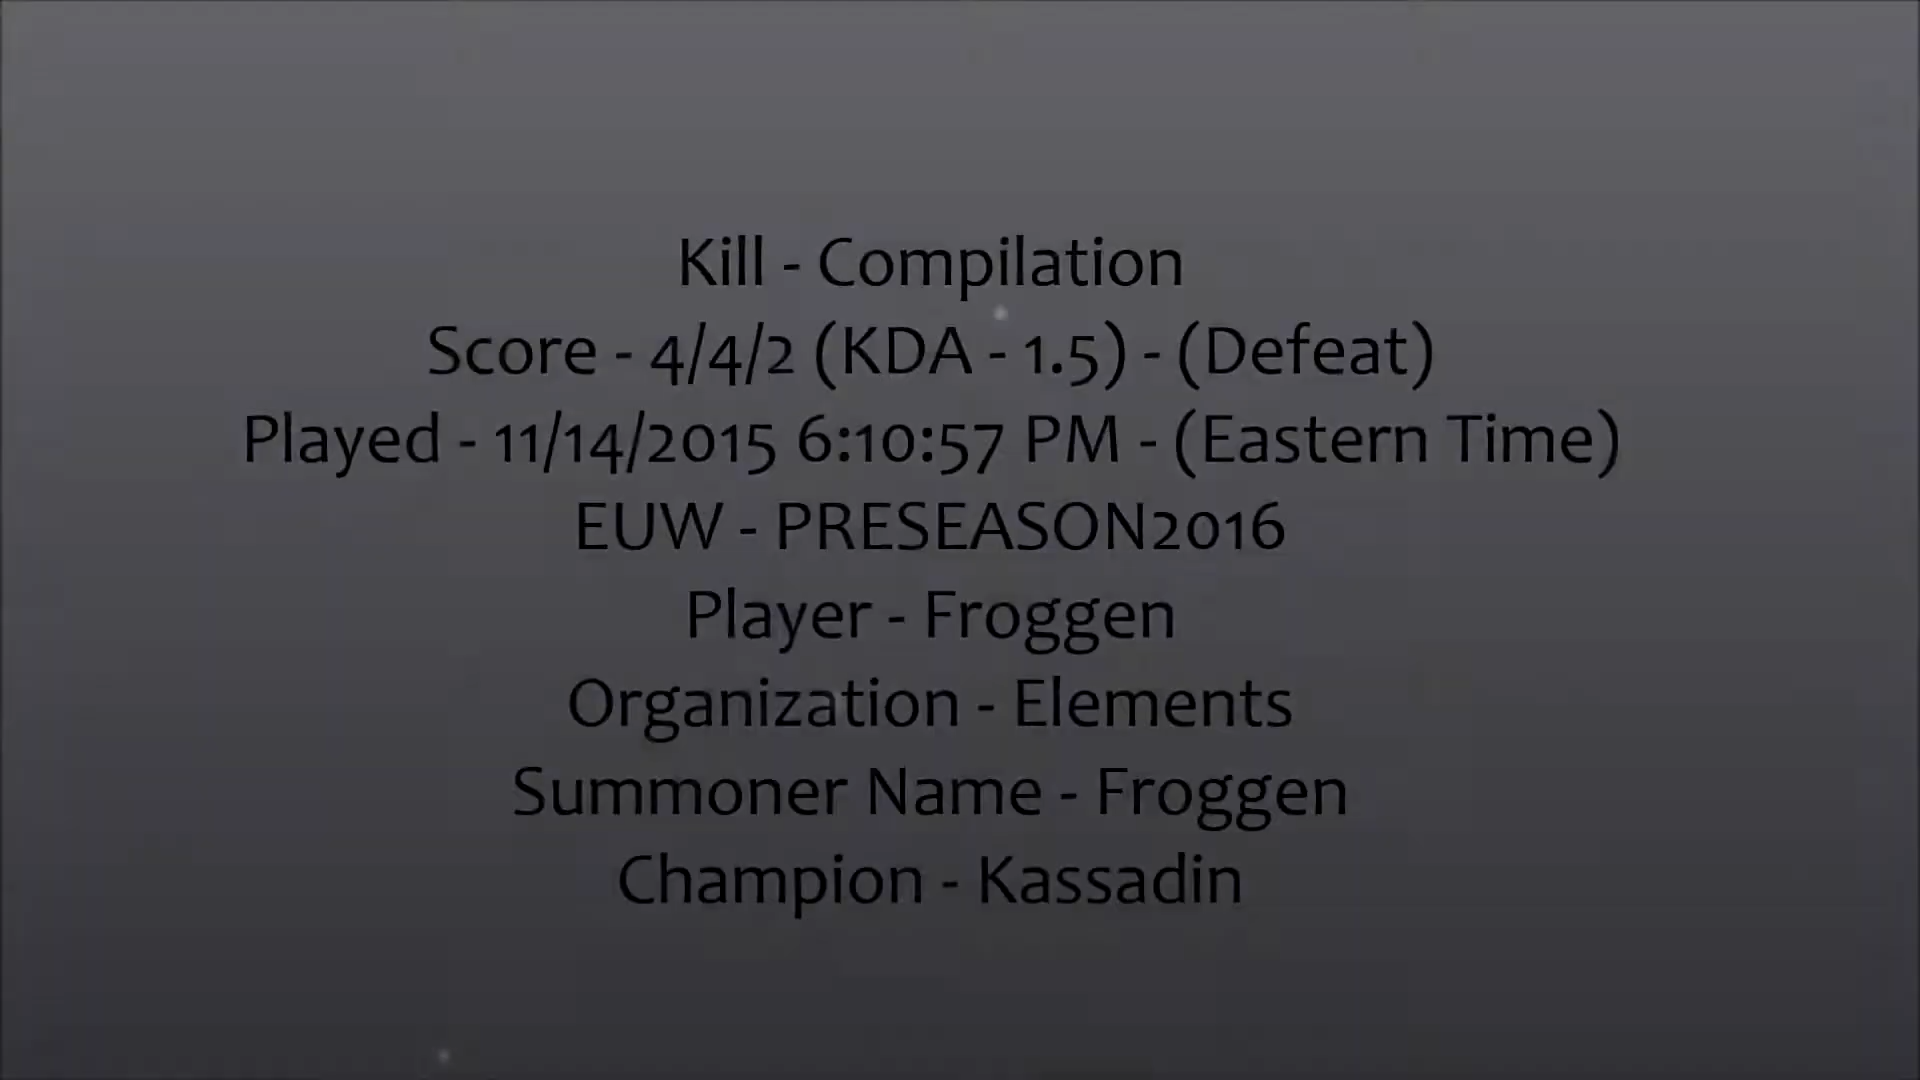 Kill - Compilation
Score - 4/4/2 (KDA - 1.5) - (Defeat)
Played - 11/14/2015 6:10:57 PM - (Eastern Time)
EUW - PRESEASON2016
Player - Froggen
Organization - Elements
Summoner Name - Froggen
Champion - Kassadin